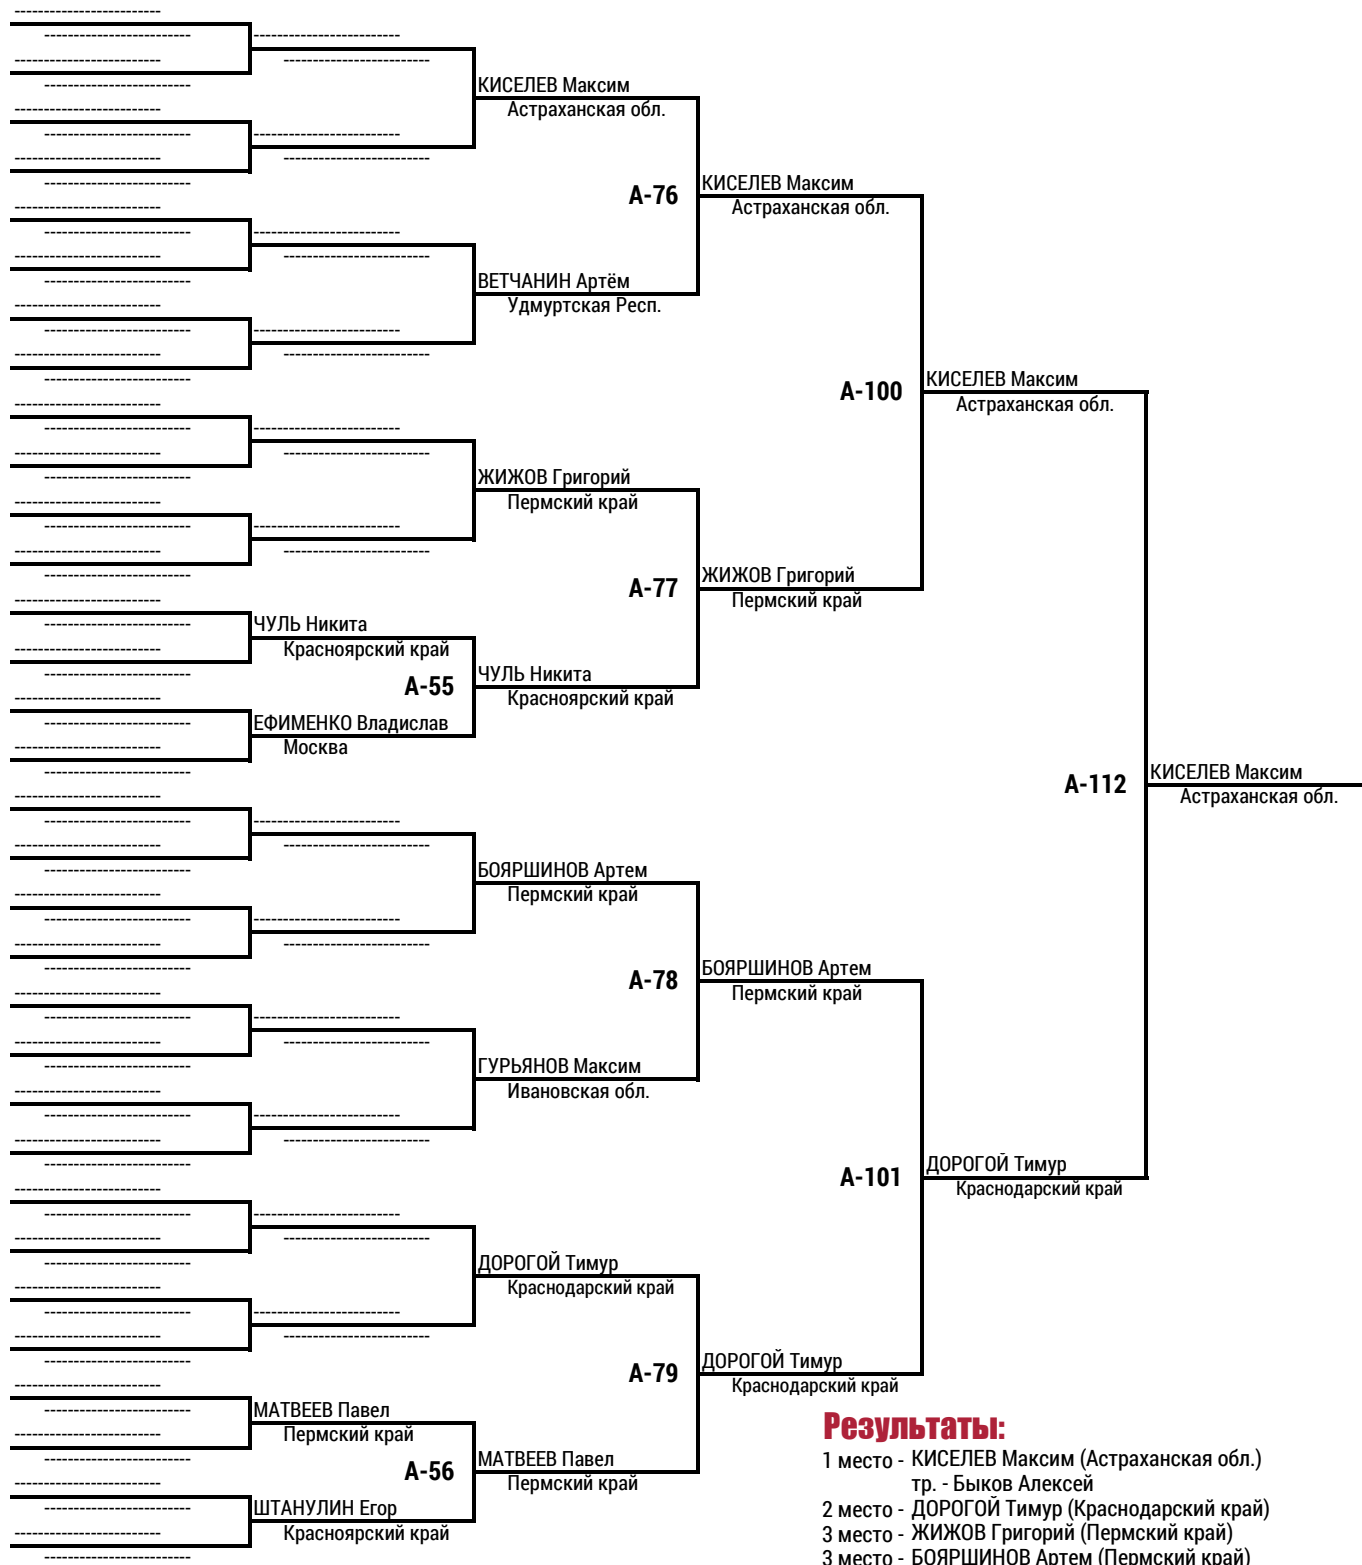 КИСЕЛЕВ Максим
Астраханская обл.
A-76
КИСЕЛЕВ Максим
Астраханская обл.
ВЕТЧАНИН Артём
Удмуртская Респ.
A-100
КИСЕЛЕВ Максим
Астраханская обл.
ЖИЖОВ Григорий
Пермский край
A-77
ЖИЖОВ Григорий
Пермский край
ЧУЛЬ Никита
Красноярский край
A-55
ЧУЛЬ Никита
Красноярский край
ЕФИМЕНКО Владислав
Москва
A-112
КИСЕЛЕВ Максим
Астраханская обл.
БОЯРШИНОВ Артем
Пермский край
A-78
БОЯРШИНОВ Артем
Пермский край
ГУРЬЯНОВ Максим
Ивановская обл.
A-101
ДОРОГОЙ Тимур
Краснодарский край
ДОРОГОЙ Тимур
Краснодарский край
A-79
ДОРОГОЙ Тимур
Краснодарский край
МАТВЕЕВ Павел
Пермский край
A-56
МАТВЕЕВ Павел
Пермский край
ШТАНУЛИН Егор
Красноярский край
Результаты:
1 место - КИСЕЛЕВ Максим (Астраханская обл.)
тр. - Быков Алексей
2 место - ДОРОГОЙ Тимур (Краснодарский край)
3 место - ЖИЖОВ Григорий (Пермский край)
3 место - БОЯРШИНОВ Артем (Пермский край)